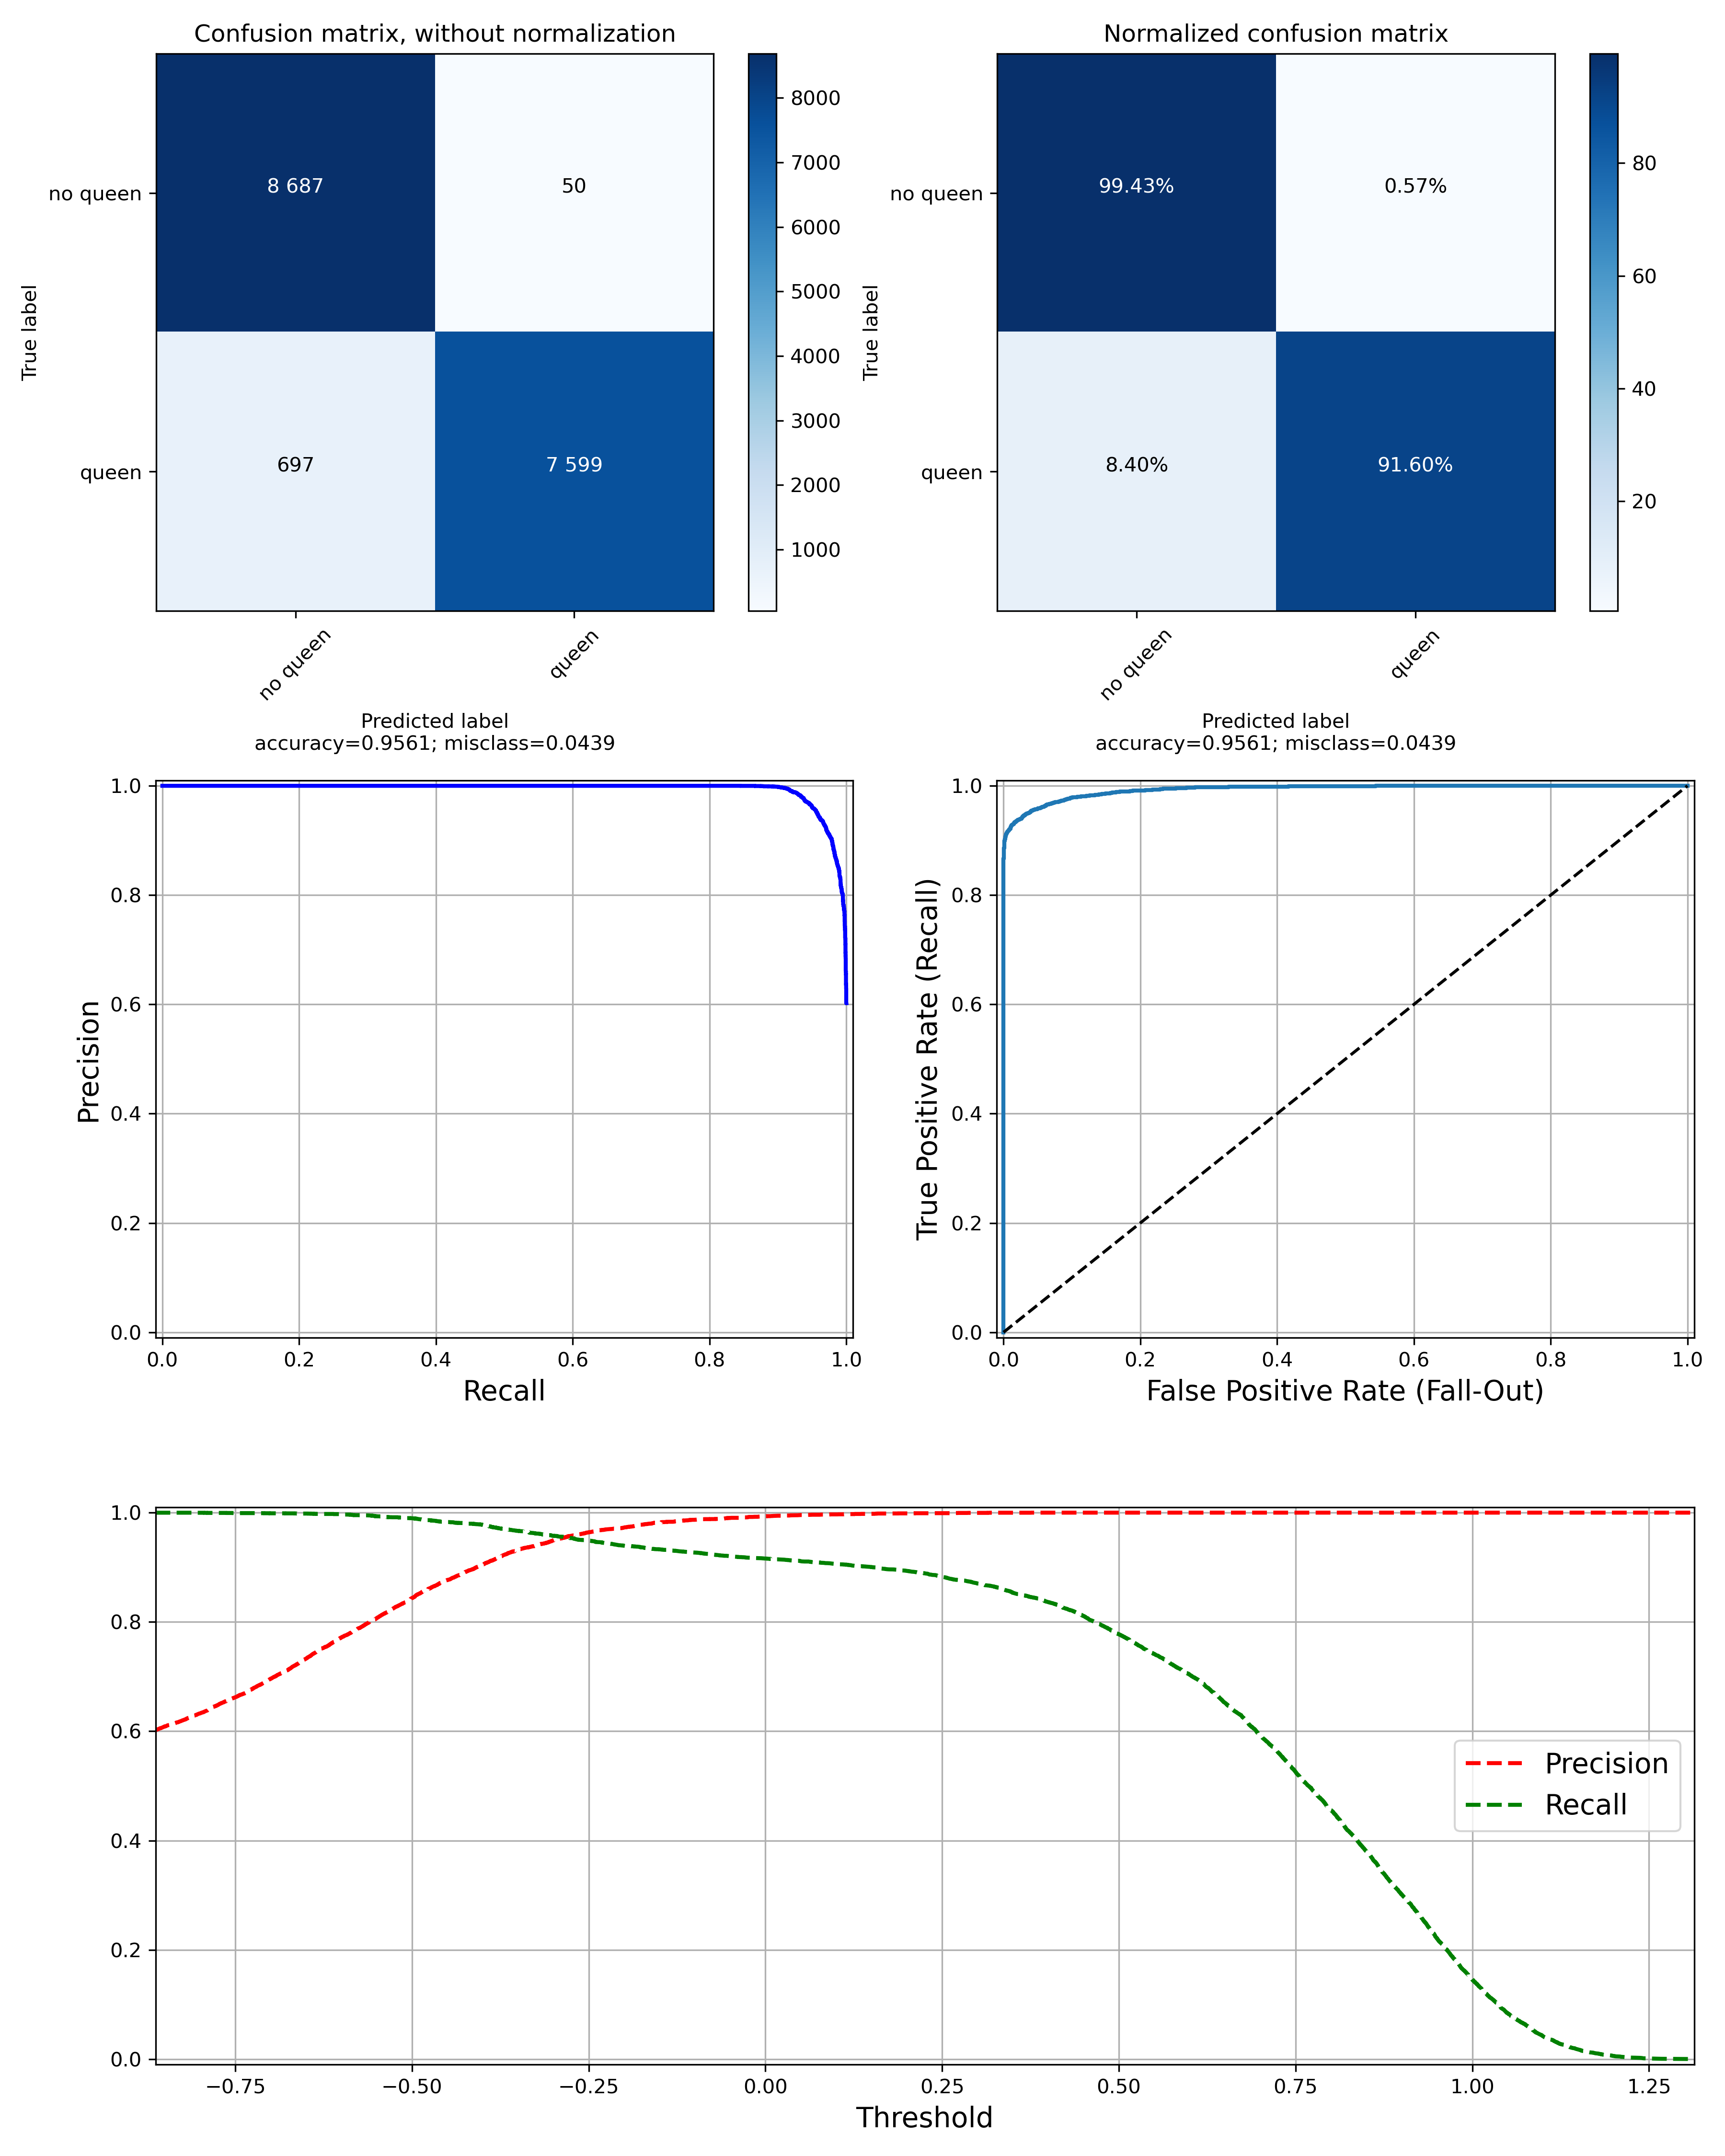 Confusion matrix, without normalization
True label
no queen
queen
8 687
50
697
7 599
no queen
queen
Predicted label
accuracy=0.9561; misclass=0.0439
8000
7000
6000
5000
4000
3000
2000
1000
Normalized confusion matrix
True label
no queen
queen
99.43%
0.57%
8.40%
91.60%
no queen
queen
Predicted label
accuracy=0.9561; misclass=0.0439
80
60
40
20
Precision
1.0
0.8
0.6
0.4
0.2
0.0
0.0 0.2 0.4 0.6 0.8 1.0
Recall
True Positive Rate (Recall)
1.0
0.8
0.6
0.4
0.2
0.0
0.0 0.2 0.4 0.6 0.8 1.0
False Positive Rate (Fall-Out)
1.0
0.8
0.6
0.4
0.2
0.0
Precision
Recall
−0.75 −0.50 −0.25 0.00 0.25 0.50 0.75 1.00 1.25
Threshold